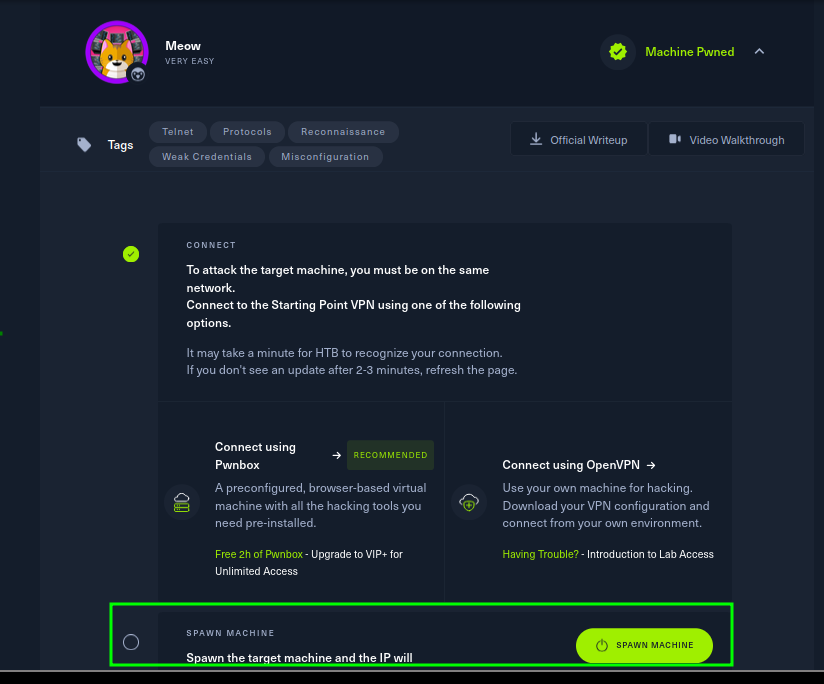 Meow
VERY EASY
Machine Pwned
Tags
Telnet
Protocols
Reconnaissance
Weak Credentials
Misconfiguration
Official Writeup
Video Walkthrough
CONNECT
To attack the target machine, you must be on the same
network.
Connect to the Starting Point VPN using one of the following
options.
It may take a minute for HTB to recognize your connection.
If you don't see an update after 2-3 minutes, refresh the page.
Connect using
Pwnbox
RECOMMENDED
A preconfigured, browser-based virtual
machine with all the hacking tools you
need pre-installed.
Free 2h of Pwnbox - Upgrade to VIP+ for
Unlimited Access
Connect using OpenVPN
Use your own machine for hacking.
Download your VPN configuration and
connect from your own environment.
Having Trouble? - Introduction to Lab Access
SPAWN MACHINE
Spawn the target machine and the IP will
SPAWN MACHINE